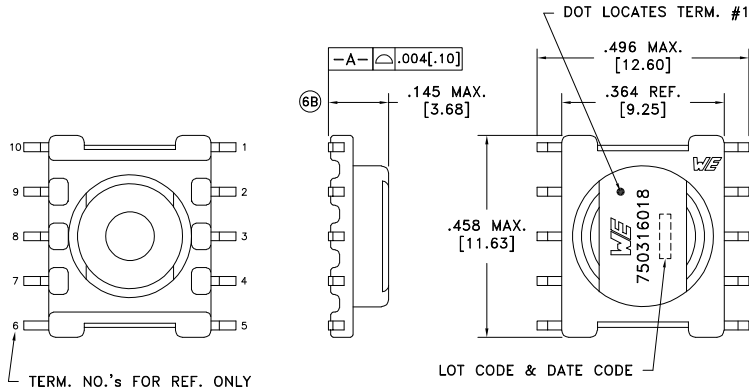 DOT LOCATES TERM. #1
-A- ⌓ .004[.10]
6B
.145 MAX.
[3.68]
.496 MAX.
[12.60]
.364 REF.
[9.25]
10
9
8
7
6
1
2
3
4
5
.458 MAX.
[11.63]
WE
WE
750316018
TERM. NO.'s FOR REF. ONLY
LOT CODE & DATE CODE